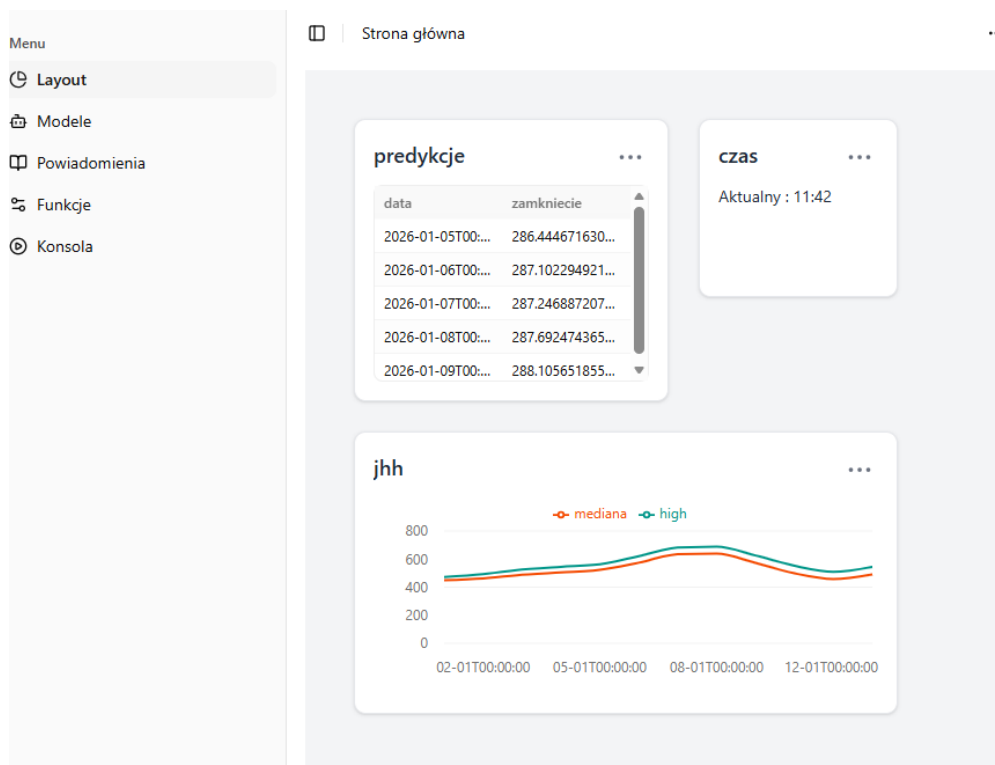 Menu
Layout
Modele
Powiadomienia
Funkcje
Konsola
Strona główna
predykcje
data zamkniecie
2026-01-05T00:... 286.444671630...
2026-01-06T00:... 287.102294921...
2026-01-07T00:... 287.246887207...
2026-01-08T00:... 287.692474365...
2026-01-09T00:... 288.105651855...
czas
Aktualny : 11:42
jhh
mediana high
800
600
400
200
0
02-01T00:00:00 05-01T00:00:00 08-01T00:00:00 12-01T00:00:00